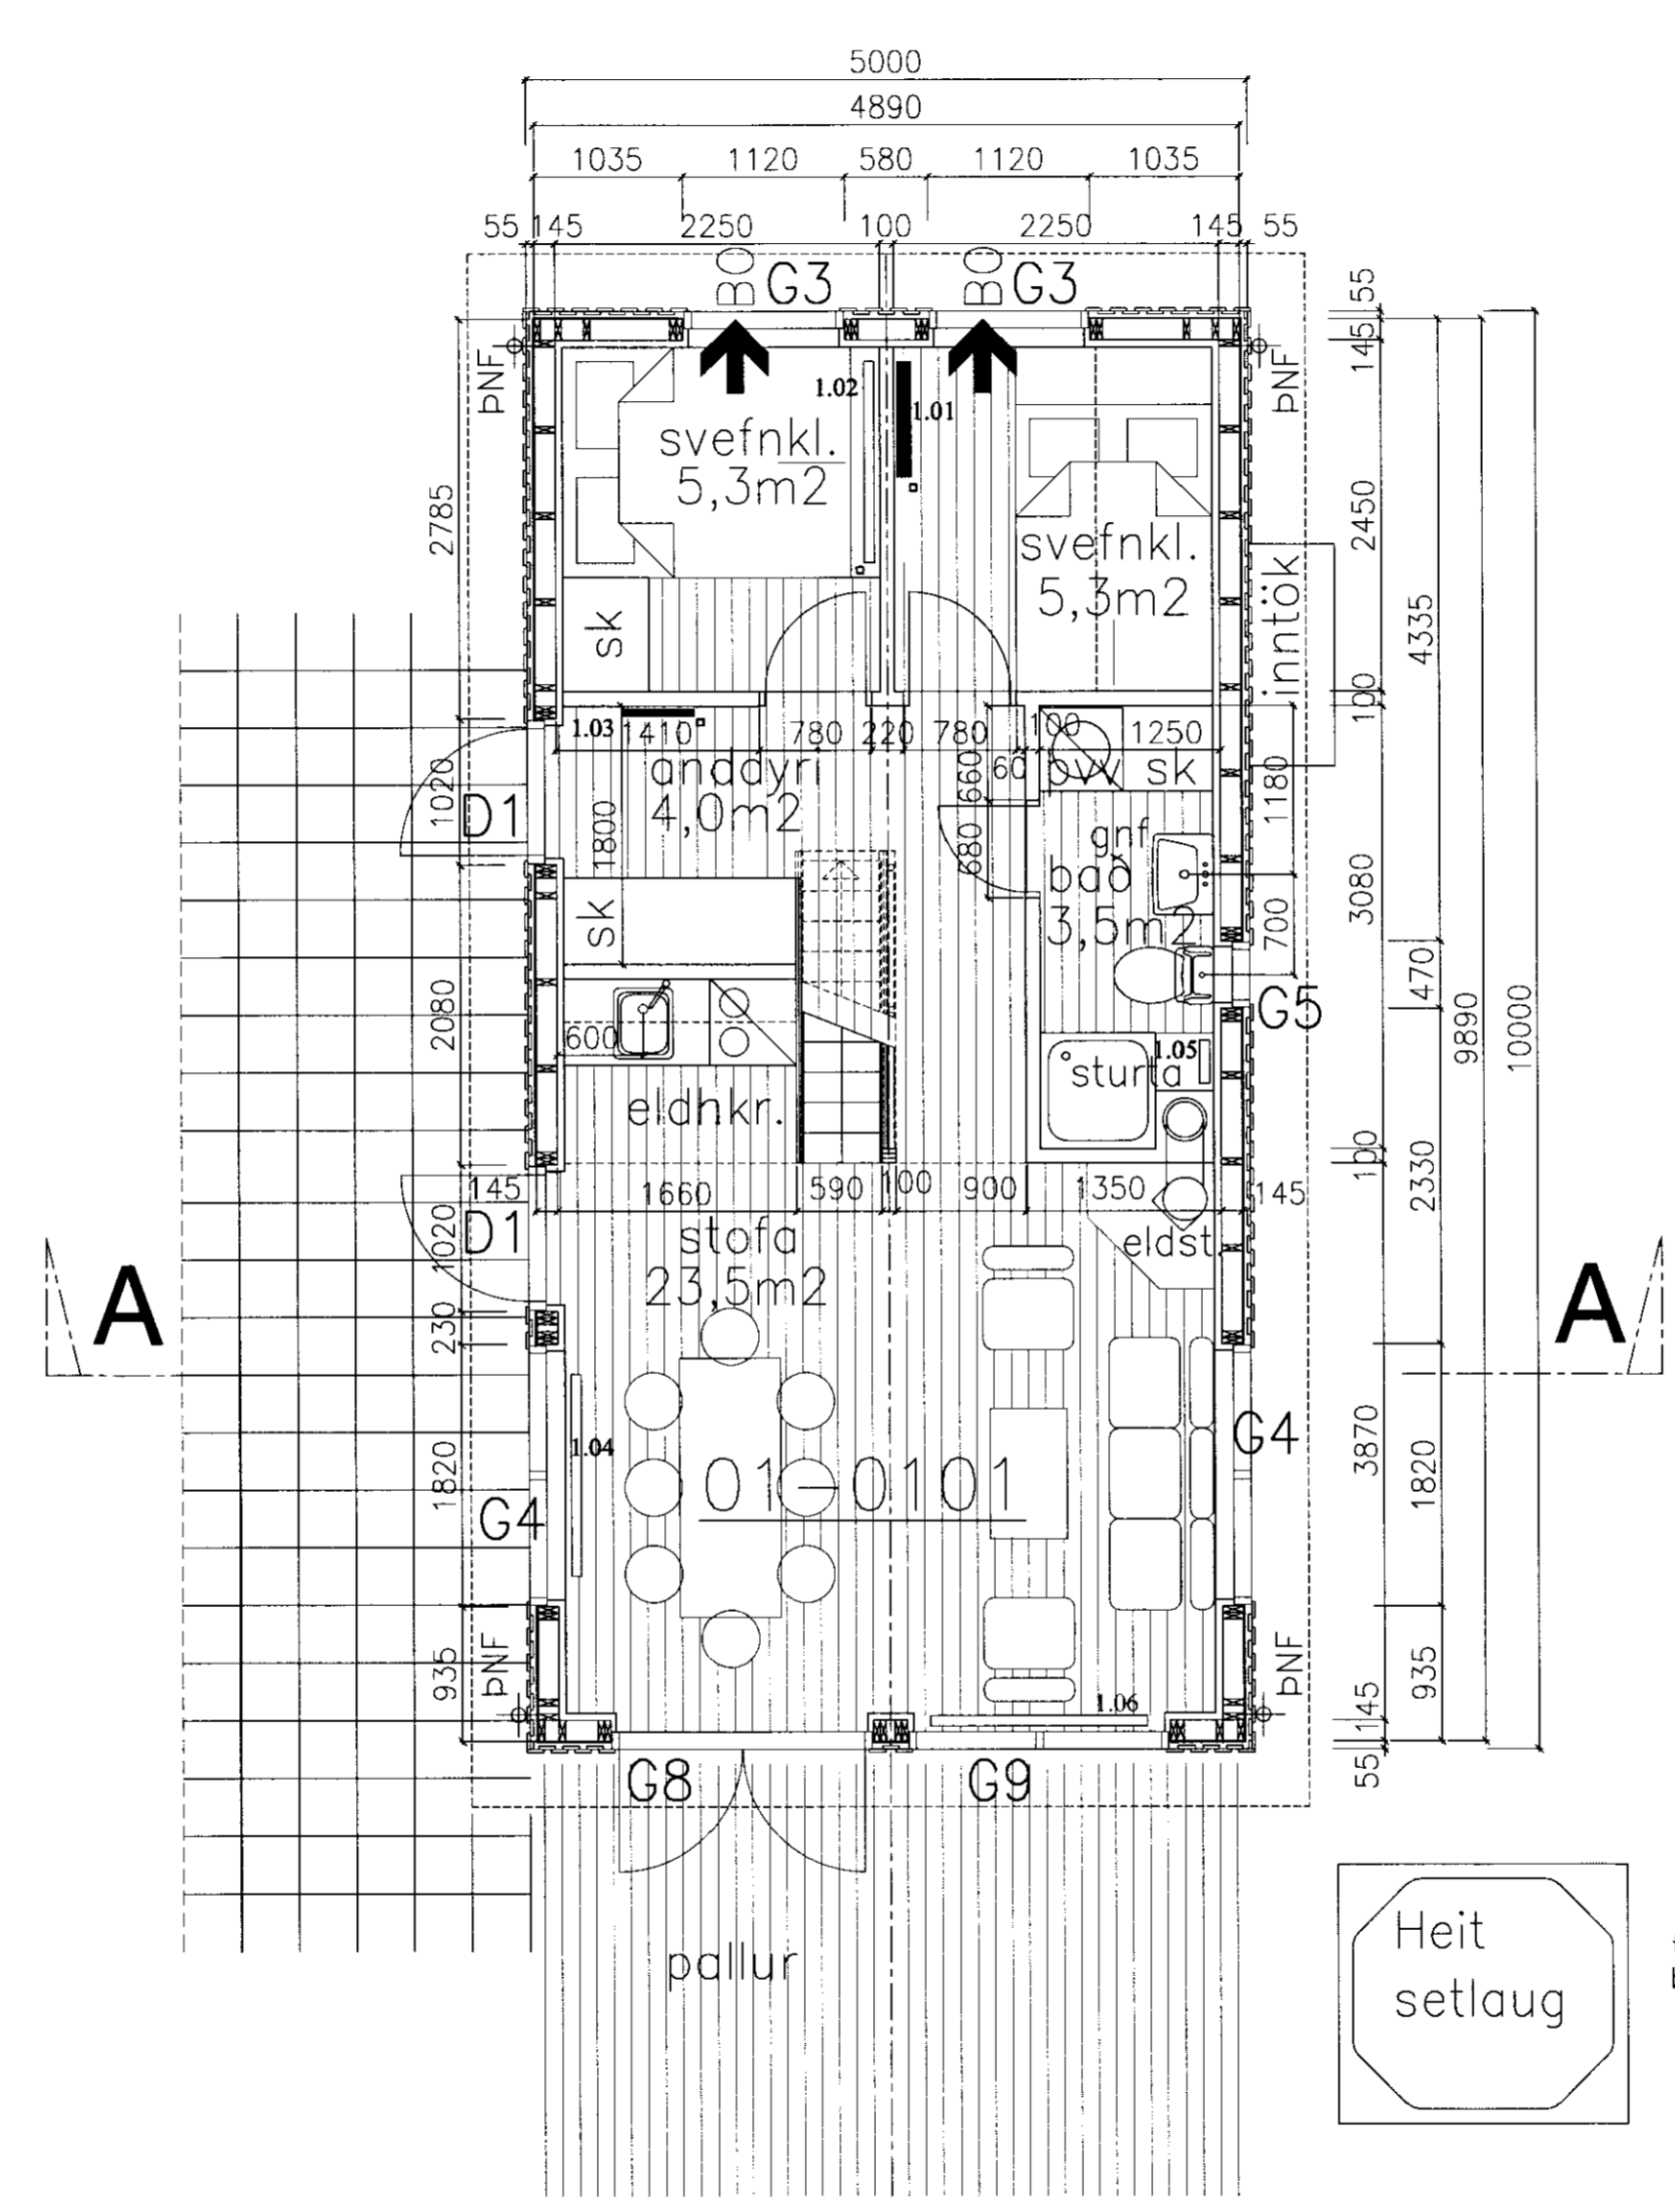 5000
4890
1035 1120 580 1120 1035
55 145 2250 100 2250 145 55
BO G3 BO G3
55
145
ÞNF ÞNF
1.02 1.01
svefnkl.
5,3m2
svefnkl.
5,3m2
2785
2450
4335
inntök
sk
100
1.03 1410 780 220 780 100 1250
anddyri
4,0m2
60 pvv sk
660
1180
1020
D1
1800
680
gnf
bað
3,5m2
3080
700
sk
470
G5
9890
10000
2080
600
1.05
sturta
eldhkr.
100
2330
145 1660 590 100 900 1350 145
D1
1020
stofa
23,5m2
eldst.
230
A A
1.04
G4
3870
1820
1820
01-0101
G4
ÞNF ÞNF
935
935
1.06
145
55
G8 G9
pallur
Heit
setlaug